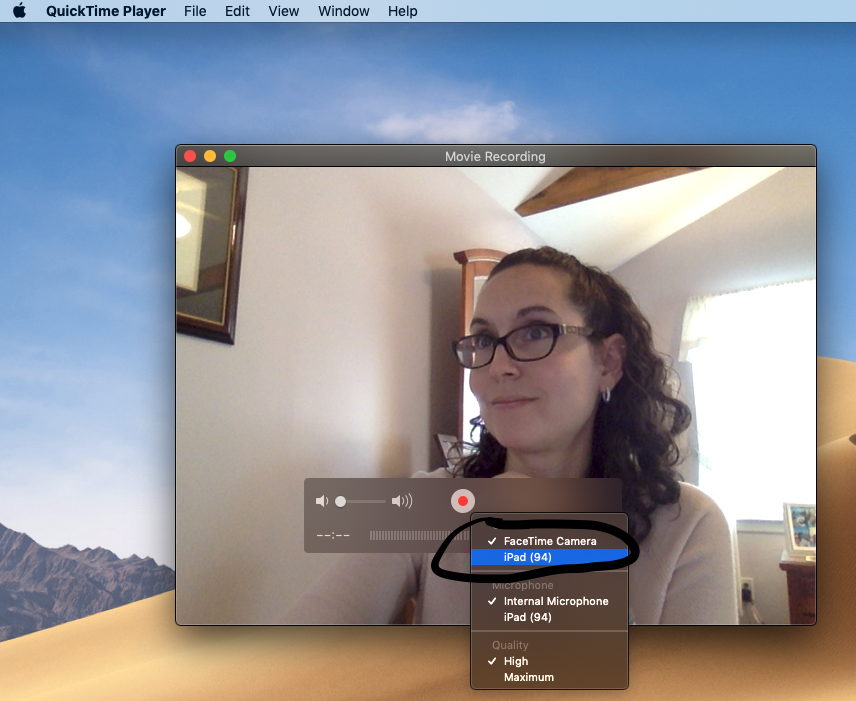 QuickTime Player File Edit View Window Help
Movie Recording
--:--
FaceTime Camera
iPad (94)
Microphone
Internal Microphone
iPad (94)
Quality
High
Maximum